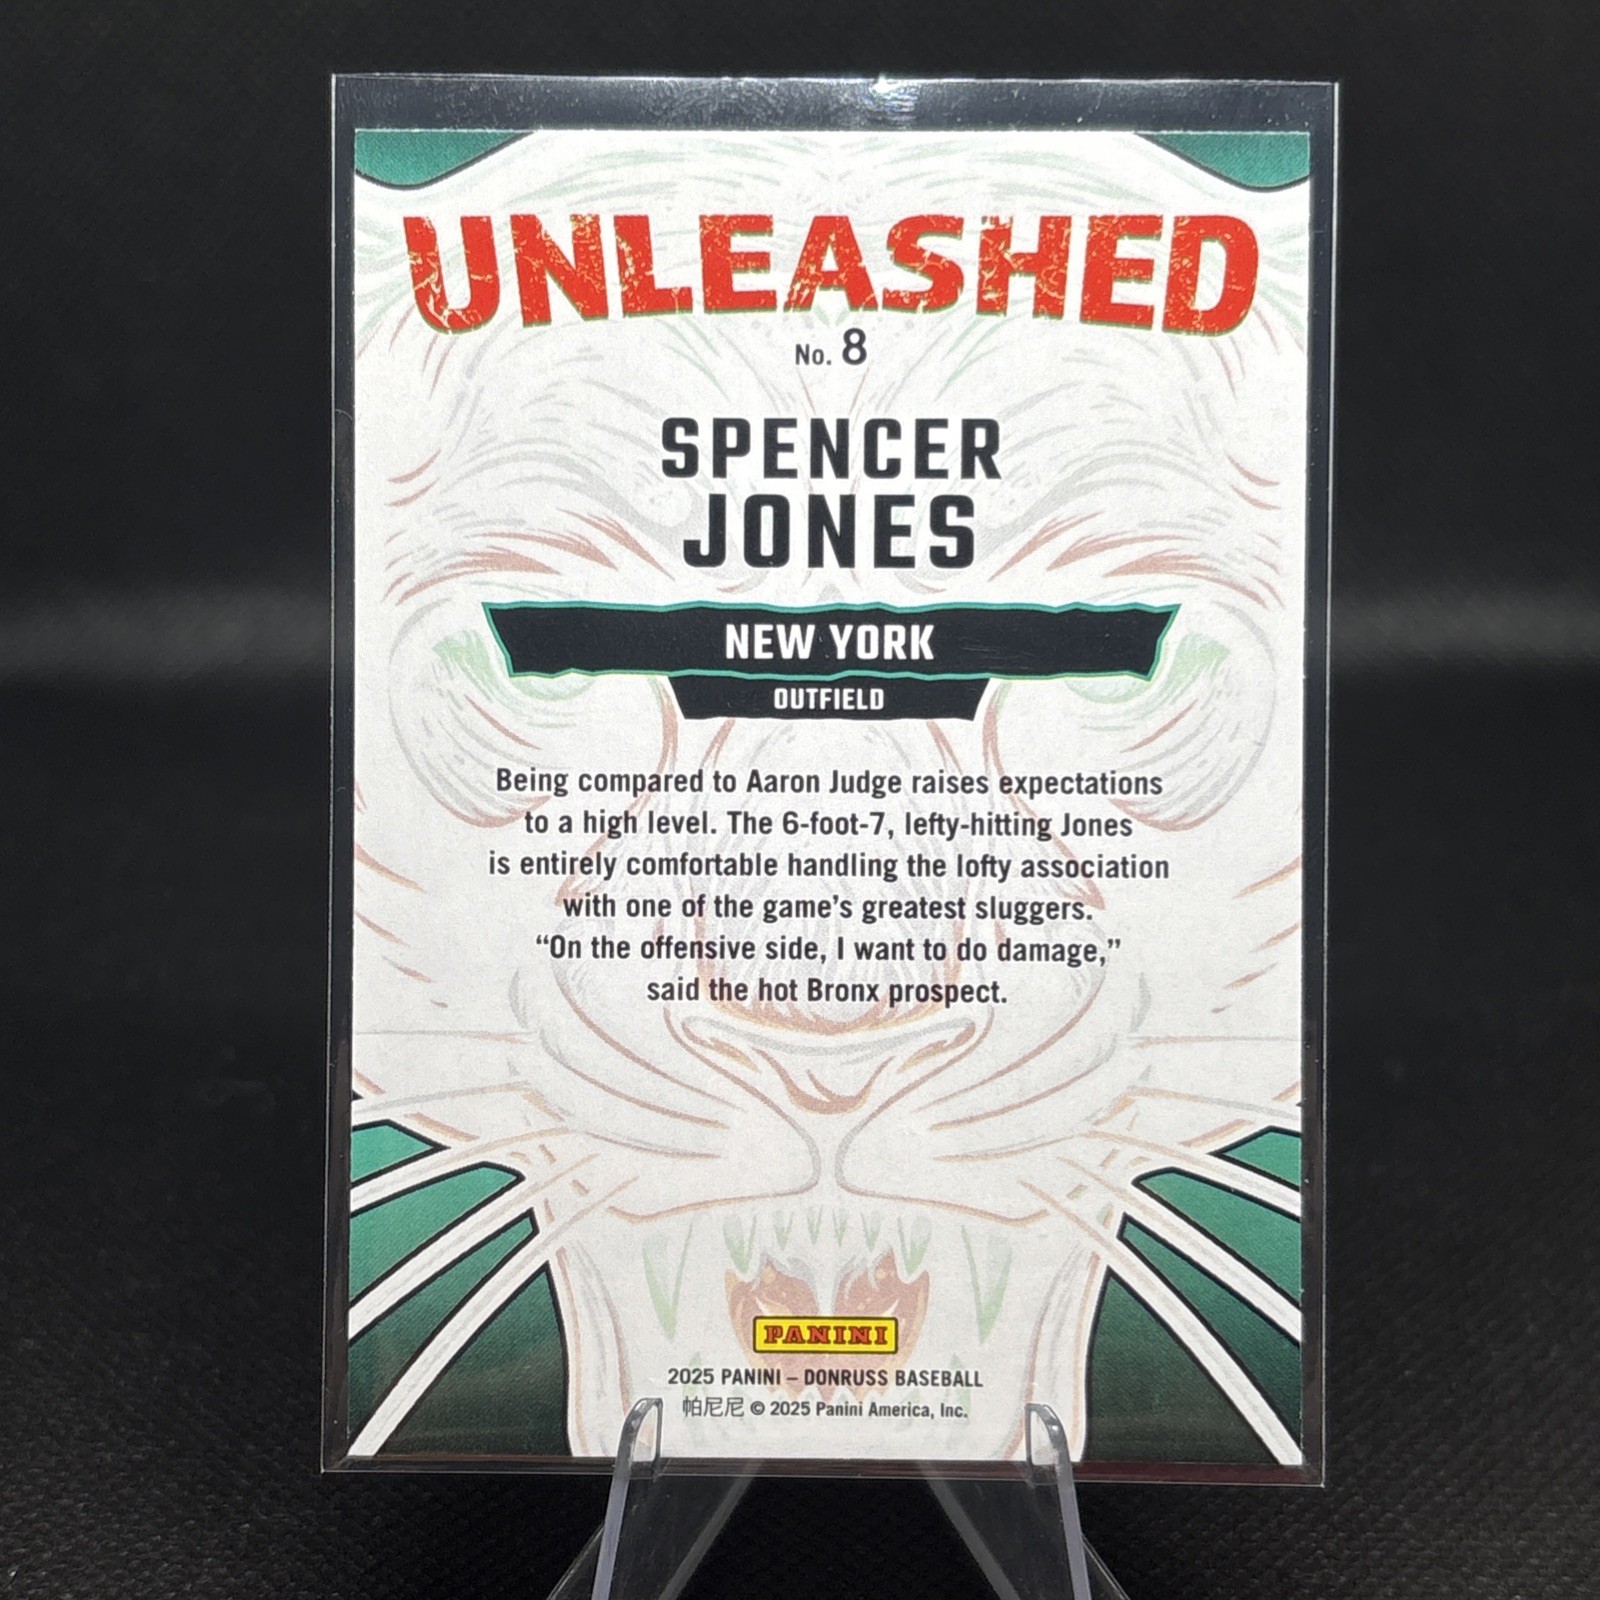 UNLEASHED
No. 8
SPENCER
JONES
NEW YORK
OUTFIELD
Being compared to Aaron Judge raises expectations
to a high level. The 6-foot-7, lefty-hitting Jones
is entirely comfortable handling the lofty association
with one of the game’s greatest sluggers.
“On the offensive side, I want to do damage,”
said the hot Bronx prospect.
PANINI
2025 PANINI – DONRUSS BASEBALL
帕尼尼 © 2025 Panini America, Inc.